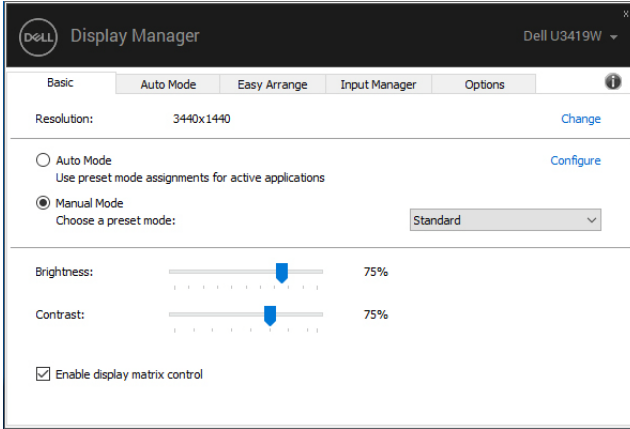 x
DELL Display Manager Dell U3419W
Basic Auto Mode Easy Arrange Input Manager Options i
Resolution: 3440x1440 Change
Auto Mode Configure
Use preset mode assignments for active applications
Manual Mode
Choose a preset mode: Standard
Brightness: 75%
Contrast: 75%
Enable display matrix control